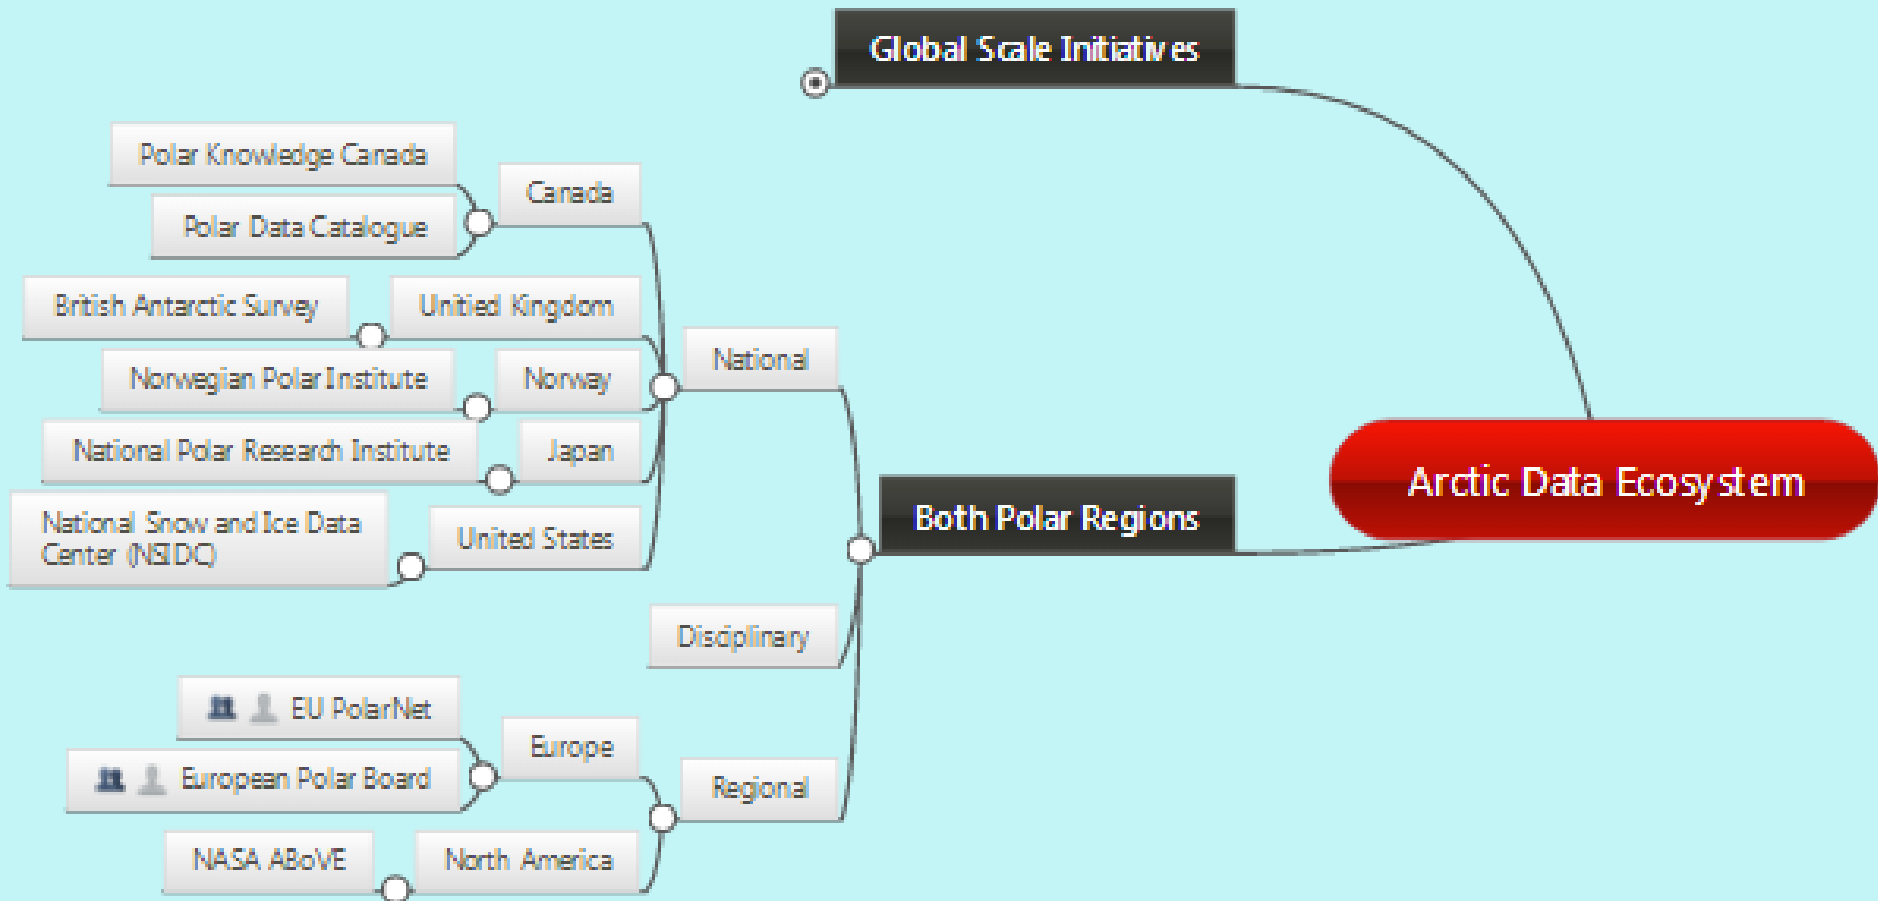 Global Scale Initiatives
Polar Knowledge Canada
Canada
Polar Data Catalogue
British Antarctic Survey
Unitied Kingdom
National
Norwegian Polar Institute
Norway
National Polar Research Institute
Japan
Arctic Data Ecosystem
National Snow and Ice Data
Center (NSIDC)
United States
Both Polar Regions
Disciplinary
EU PolarNet
Europe
European Polar Board
Regional
NASA ABoVE
North America